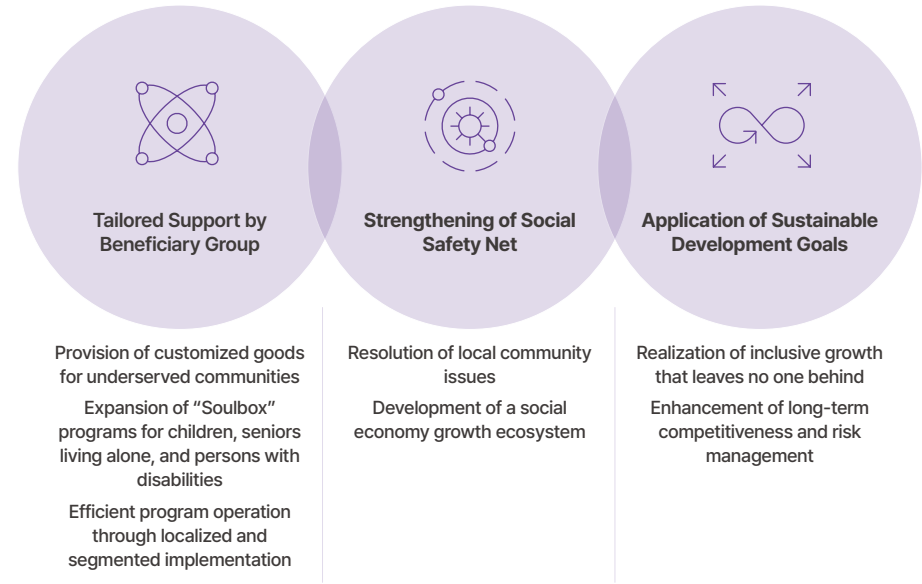 Tailored Support by
Beneficiary Group
Strengthening of Social
Safety Net
Application of Sustainable
Development Goals
Provision of customized goods
for underserved communities
Expansion of “Soulbox”
programs for children, seniors
living alone, and persons with
disabilities
Efficient program operation
through localized and
segmented implementation
Resolution of local community
issues
Development of a social
economy growth ecosystem
Realization of inclusive growth
that leaves no one behind
Enhancement of long-term
competitiveness and risk
management